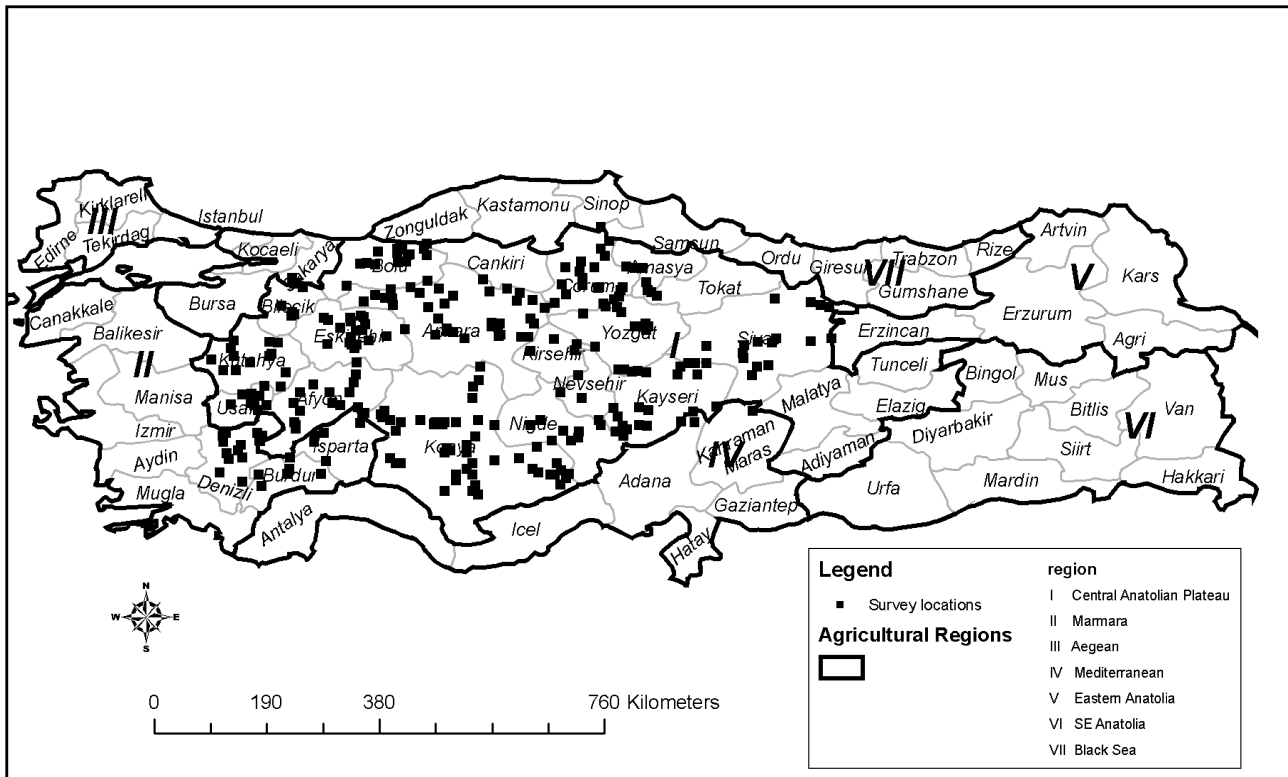 Kirklareli
III
Edirne
Tekirdag
Istanbul
Kocaeli
Sakarya
Zonguldak
Kastamonu
Sinop
Samsun
Ordu
Giresun
VII
Trabzon
Rize
Artvin
V
Kars
Gumshane
Canakkale
Bursa
Bilecik
Bolu
Cankiri
Corum
Amasya
Tokat
Erzincan
Erzurum
Agri
Balikesir
II
Kutahya
Eskisehir
Ankara
Kirsehir
Yozgat
I
Sivas
Tunceli
Bingol
Mus
Manisa
Usak
Afyon
Nevsehir
Kayseri
Malatya
Elazig
Bitlis
Van
VI
Izmir
Aydin
Mugla
Denizli
Burdur
Isparta
Konya
Nigde
Kahraman
Maras
IV
Adiyaman
Diyarbakir
Siirt
Hakkari
Antalya
Icel
Adana
Gaziantep
Hatay
Urfa
Mardin
N
W E
S
0 190 380 760 Kilometers
Legend
Survey locations
Agricultural Regions
region
I Central Anatolian Plateau
II Marmara
III Aegean
IV Mediterranean
V Eastern Anatolia
VI SE Anatolia
VII Black Sea